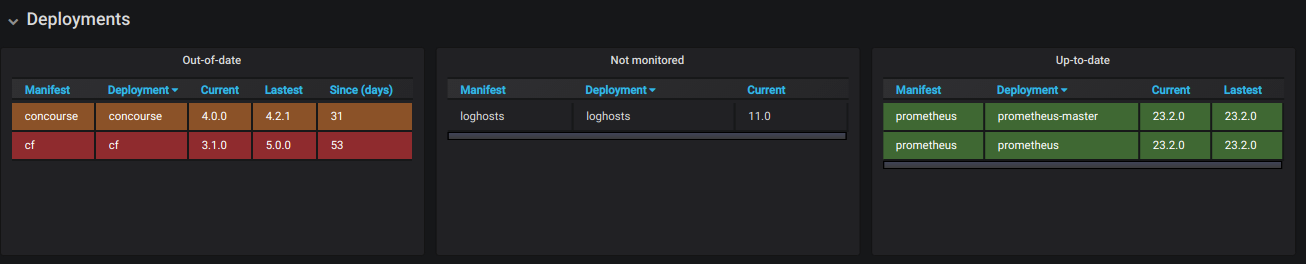 Deployments
Out-of-date
Manifest Deployment Current Lastest Since (days)
concourse concourse 4.0.0 4.2.1 31
cf cf 3.1.0 5.0.0 53
Not monitored
Manifest Deployment Current
loghosts loghosts 11.0
Up-to-date
Manifest Deployment Current Lastest
prometheus prometheus-master 23.2.0 23.2.0
prometheus prometheus 23.2.0 23.2.0